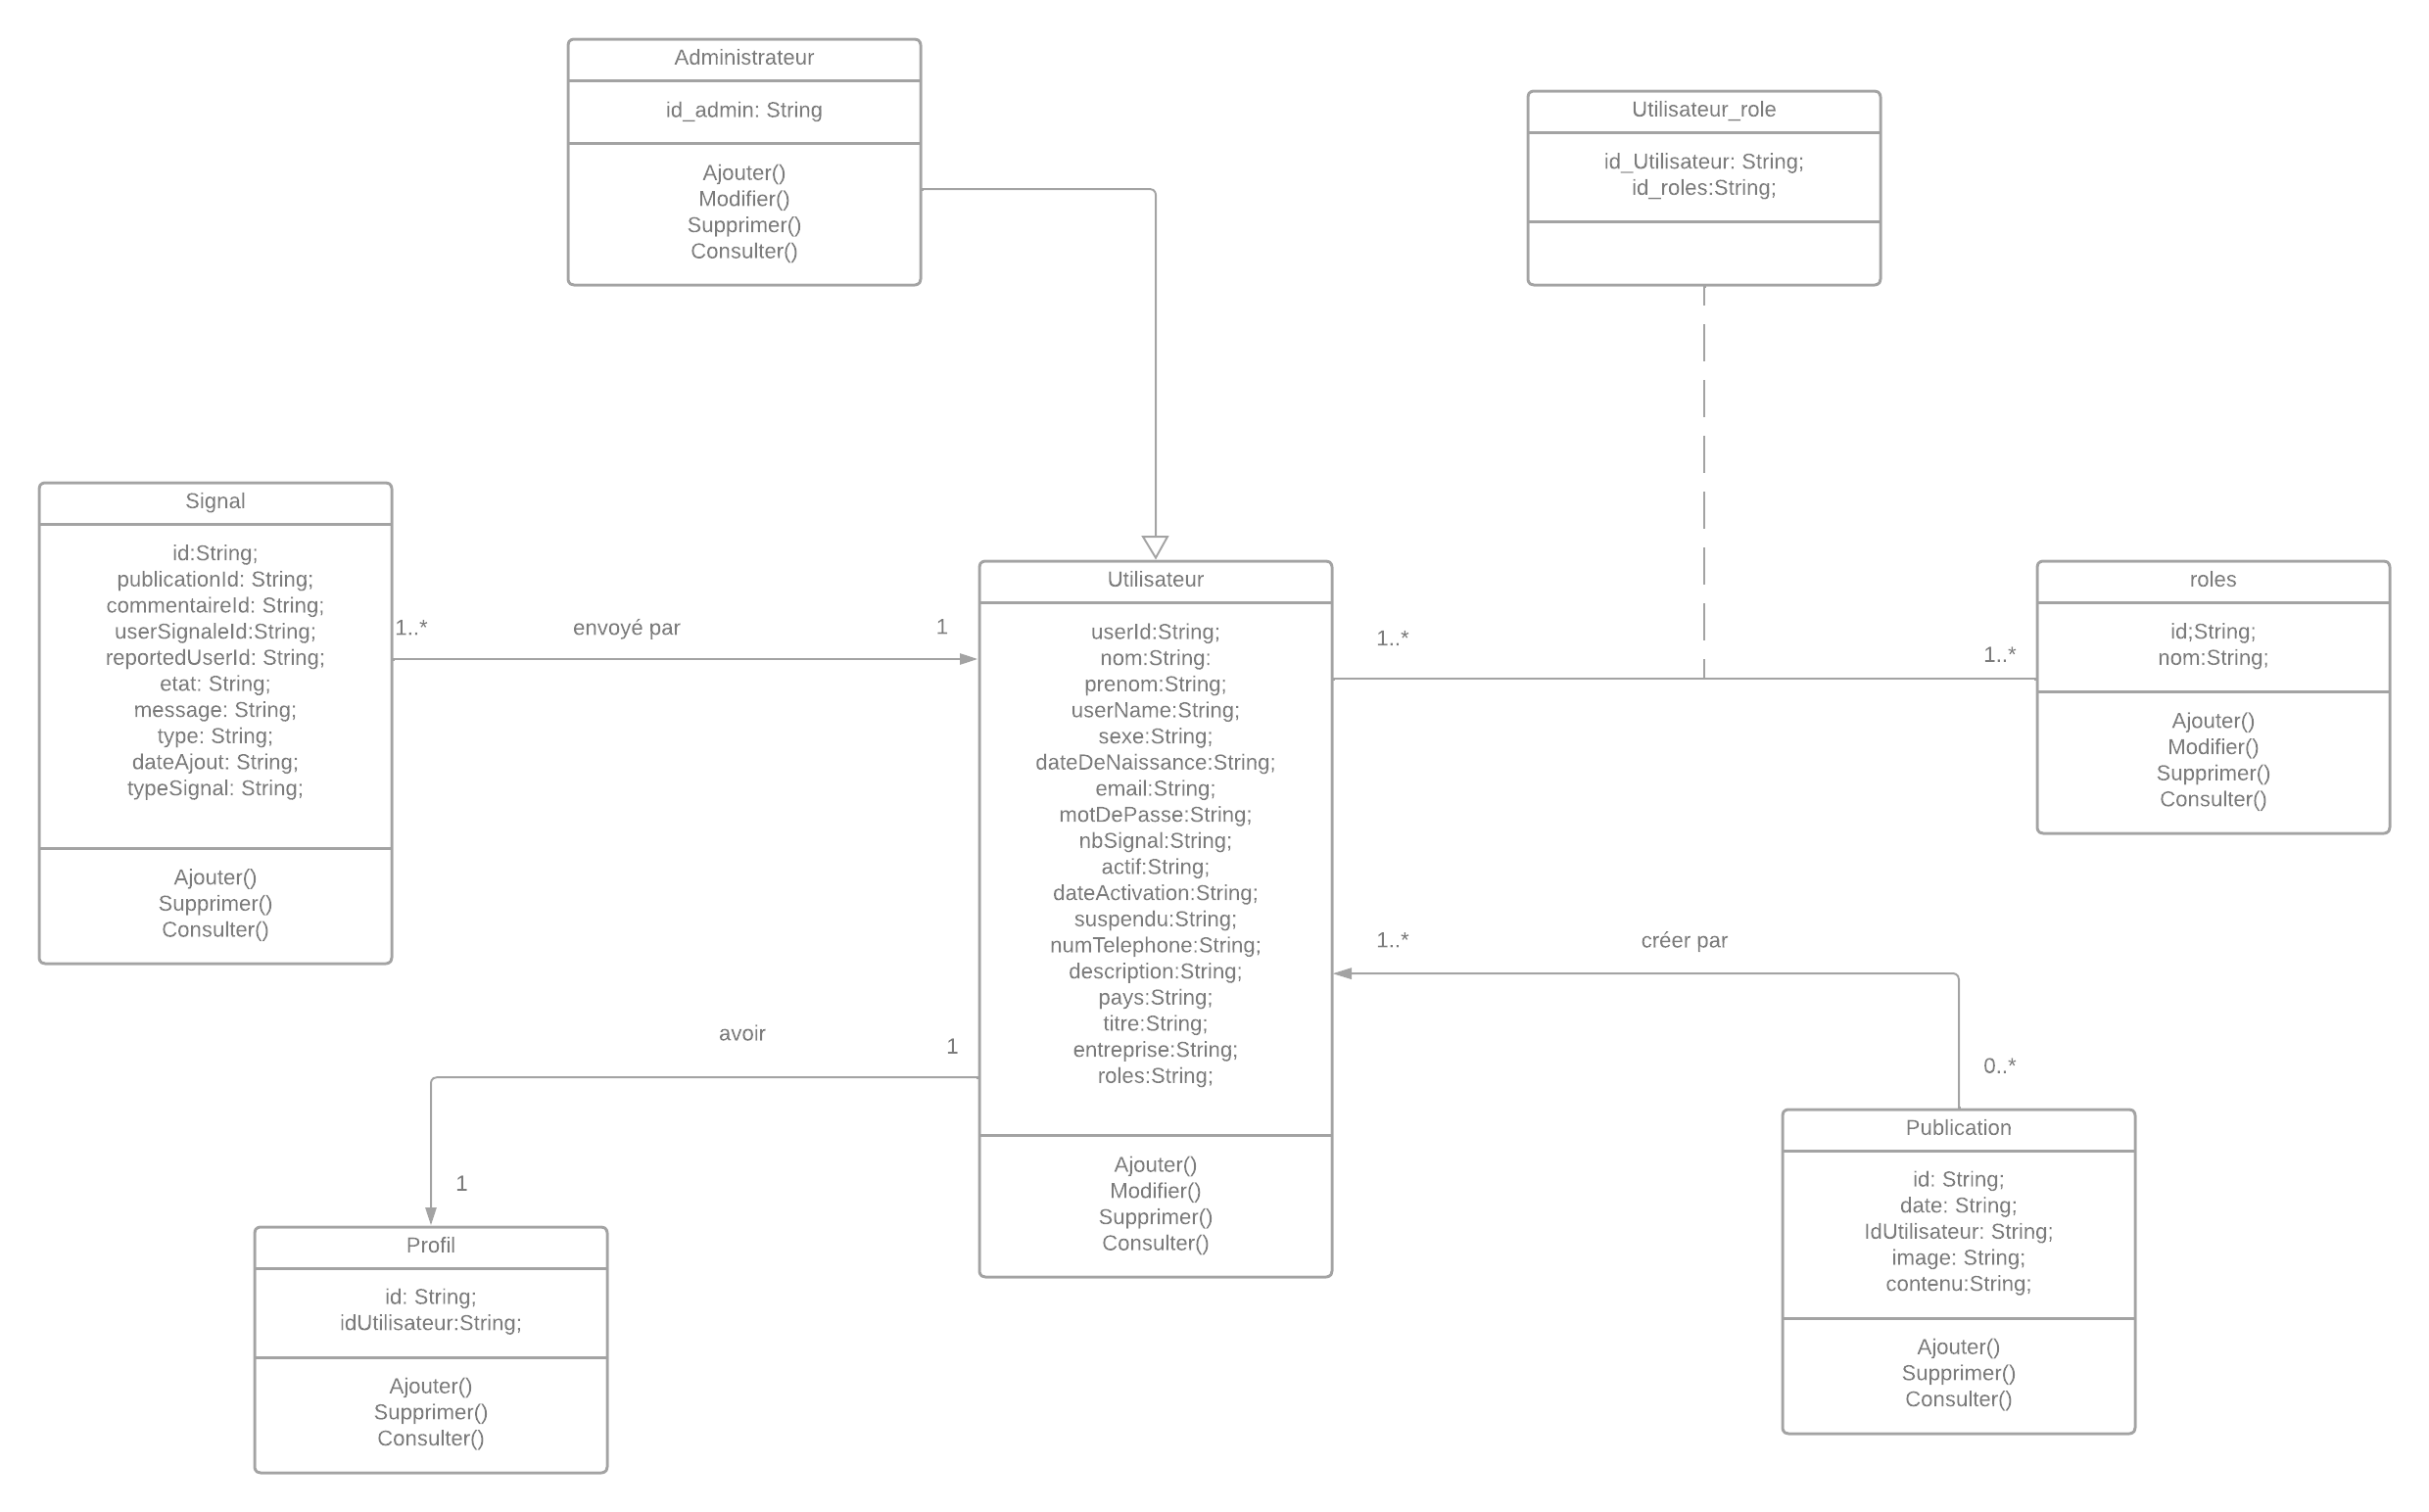 Administrateur
id_admin: String
Ajouter()
Modifier()
Supprimer()
Consulter()
Utilisateur_role
id_Utilisateur: String;
id_roles:String;
Signal
id:String;
publicationId: String;
commentaireId: String;
userSignaleId:String;
reportedUserId: String;
etat: String;
message: String;
type: String;
dateAjout: String;
typeSignal: String;
Ajouter()
Supprimer()
Consulter()
1..*
envoyé par
1
Utilisateur
userId:String;
nom:String:
prenom:String;
userName:String;
sexe:String;
dateDeNaissance:String;
email:String;
motDePasse:String;
nbSignal:String;
actif:String;
dateActivation:String;
suspendu:String;
numTelephone:String;
description:String;
pays:String;
titre:String;
entreprise:String;
roles:String;
Ajouter()
Modifier()
Supprimer()
Consulter()
1..*
1..*
roles
id;String;
nom:String;
Ajouter()
Modifier()
Supprimer()
Consulter()
1..*
créer par
0..*
avoir
1
1
Profil
id: String;
idUtilisateur:String;
Ajouter()
Supprimer()
Consulter()
Publication
id: String;
date: String;
IdUtilisateur: String;
image: String;
contenu:String;
Ajouter()
Supprimer()
Consulter()